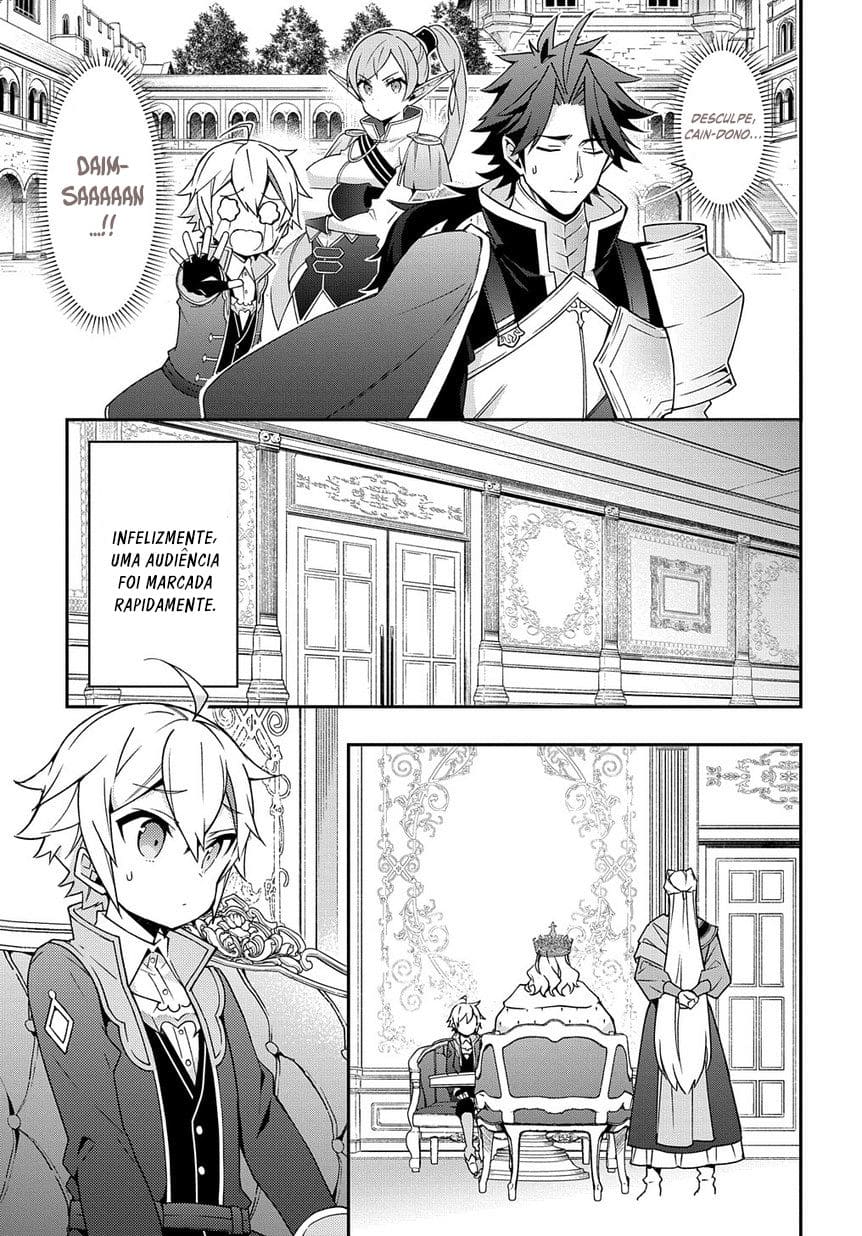 DESCULPE,
CAIN-DONO...
DAIM-
SAAAAAN
...!!
INFELIZMENTE,
UMA AUDIÊNCIA
FOI MARCADA
RAPIDAMENTE.